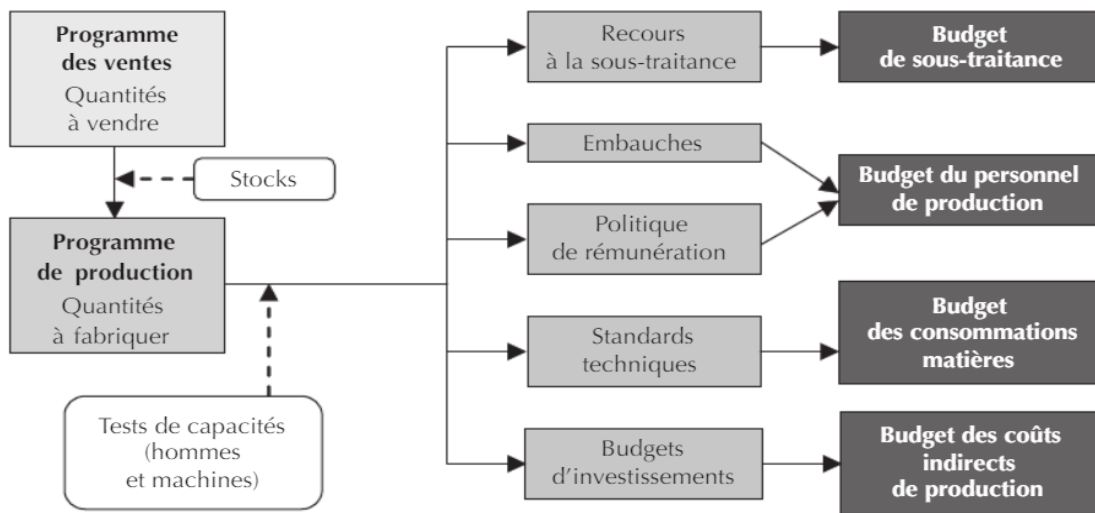 Programme
des ventes
Quantités
à vendre
Stocks
Programme
de production
Quantités
à fabriquer
Tests de capacités
(hommes
et machines)
Recours
à la sous-traitance
Budget
de sous-traitance
Embauches
Politique
de rémunération
Budget du personnel
de production
Standards
techniques
Budget
des consommations
matières
Budgets
d'investissements
Budget des coûts
indirects
de production